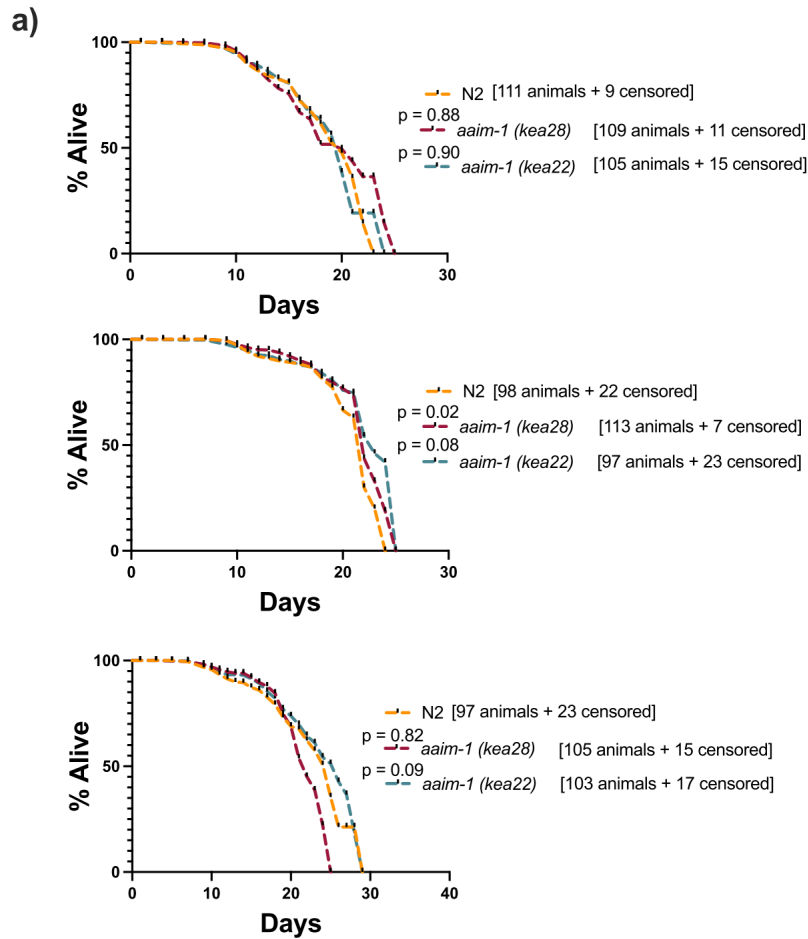 a)
100
50
0
% Alive
0 10 20 30
Days
N2 [111 animals + 9 censored]
p = 0.88
aaim-1 (kea28) [109 animals + 11 censored]
p = 0.90
aaim-1 (kea22) [105 animals + 15 censored]
100
50
0
% Alive
0 10 20 30
Days
N2 [98 animals + 22 censored]
p = 0.02
aaim-1 (kea28) [113 animals + 7 censored]
p = 0.08
aaim-1 (kea22) [97 animals + 23 censored]
100
50
0
% Alive
0 10 20 30 40
Days
N2 [97 animals + 23 censored]
p = 0.82
aaim-1 (kea28) [105 animals + 15 censored]
p = 0.09
aaim-1 (kea22) [103 animals + 17 censored]